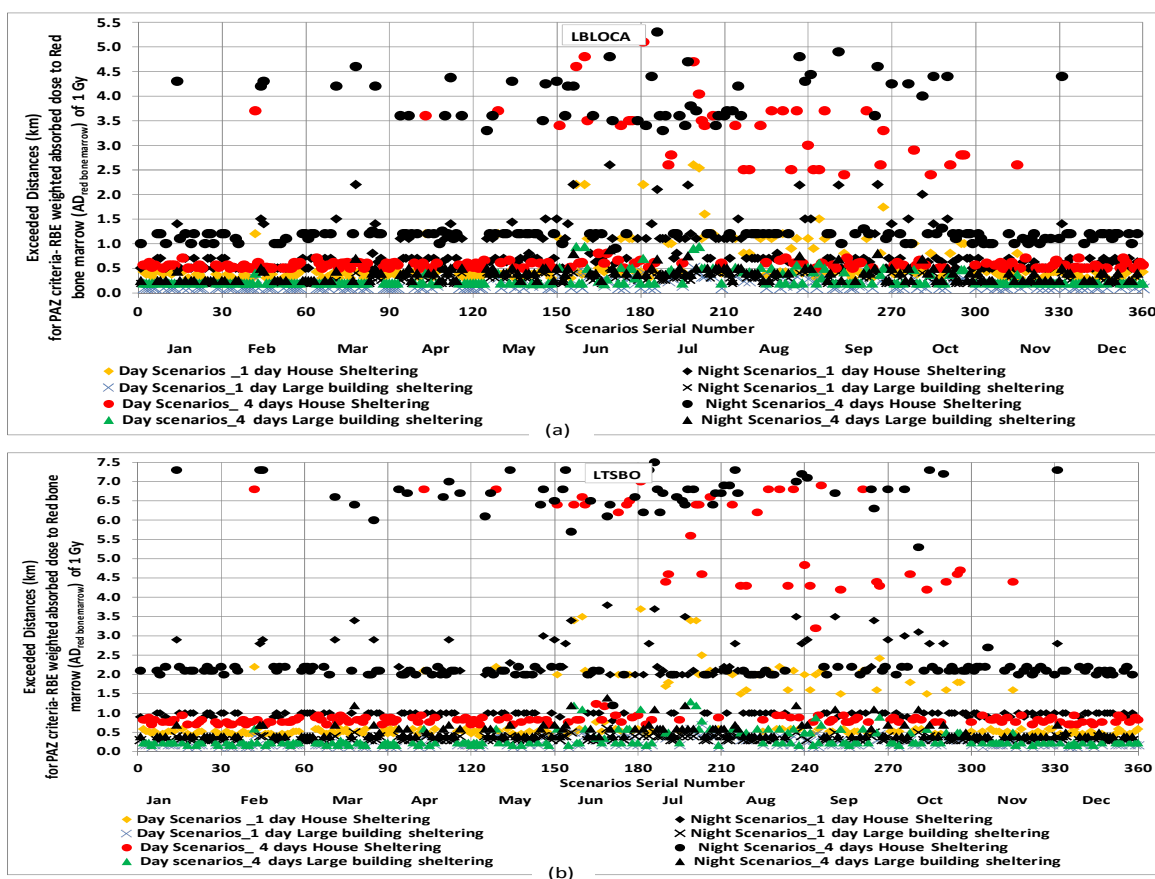 LBLOCA
Exceeded Distances (km)
for PAZ criteria- RBE weighted absorbed dose to Red
bone marrow (AD red bone marrow) of 1 Gy
5.5
5.0
4.5
4.0
3.5
3.0
2.5
2.0
1.5
1.0
0.5
0.0
0 30 60 90 120 150 180 210 240 270 300 330 360
Scenarios Serial Number
Jan Feb Mar Apr May Jun Jul Aug Sep Oct Nov Dec
Day Scenarios _1 day House Sheltering
Night Scenarios_1 day House Sheltering
Day Scenarios_1 day Large building sheltering
Night Scenarios_1 day Large building sheltering
Day Scenarios_ 4 days House Sheltering
Night Scenarios_4 days House Sheltering
Day scenarios_4 days Large building sheltering
Night Scenarios_4 days Large building sheltering
(a)
LTSBO
Exceeded Distances (km)
for PAZ criteria-RBE weighted absorbed dose to Red bone
marrow (AD red bone marrow) of 1 Gy
7.5
7.0
6.5
6.0
5.5
5.0
4.5
4.0
3.5
3.0
2.5
2.0
1.5
1.0
0.5
0.0
0 30 60 90 120 150 180 210 240 270 300 330 360
Scenarios Serial Number
Jan Feb Mar Apr May Jun Jul Aug Sep Oct Nov Dec
Day Scenarios _1 day House Sheltering
Night Scenarios_1 day House Sheltering
Day Scenarios_1 day Large building sheltering
Night Scenarios_1 day Large building sheltering
Day Scenarios_ 4 days House Sheltering
Night Scenarios_4 days House Sheltering
Day scenarios_4 days Large building sheltering
Night Scenarios_4 days Large building sheltering
(b)